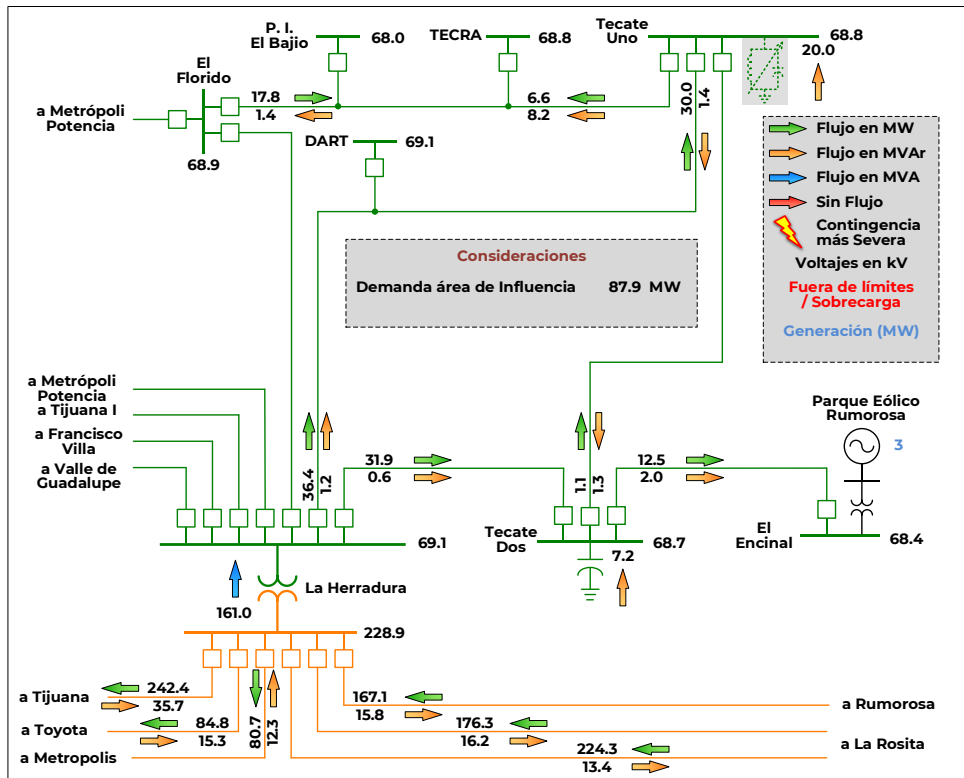 P. I.
El Bajio
68.0
TECRA
68.8
Tecate
Uno
68.8
20.0
El
Florido
17.8
1.4
6.6
8.2
30.0
1.4
a Metrópoli
Potencia
68.9
DART
69.1
Flujo en MW
Flujo en MVAr
Flujo en MVA
Sin Flujo
Contingencia
más Severa
Voltajes en kV
Fuera de límites
/ Sobrecarga
Generación (MW)
Consideraciones
Demanda área de Influencia 87.9 MW
a Metrópoli
Potencia
a Tijuana I
a Francisco
Villa
a Valle de
Guadalupe
36.4
1.2
31.9
0.6
1.1
1.3
12.5
2.0
Parque Eólico
Rumorosa
3
69.1
Tecate
Dos
68.7
7.2
El
Encinal
68.4
La Herradura
161.0
228.9
a Tijuana
242.4
35.7
a Toyota
84.8
15.3
a Metropolis
80.7
12.3
167.1
15.8
a Rumorosa
176.3
16.2
a La Rosita
224.3
13.4